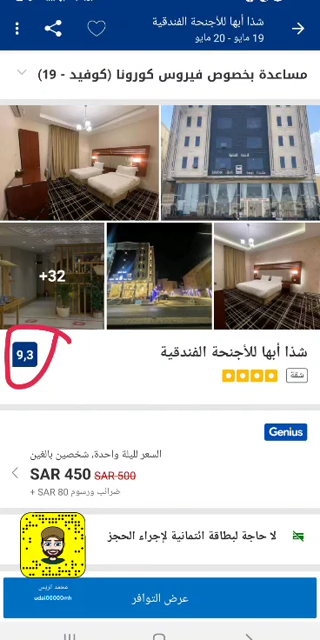 شذا أبها للأجنحة الفندقية
19 مايو - 20 مايو
مساعدة بخصوص فيروس كورونا (كوفيد - 19)
+32
شذا أبها للأجنحة الفندقية
9,3
شقة
Genius
السعر لليلة واحدة، شخصين بالغين
SAR 450 SAR 500
+ SAR 80 ضرائب ورسوم
لا حاجة لبطاقة ائتمانية لإجراء الحجز
udai00000mh
عرض التوافر